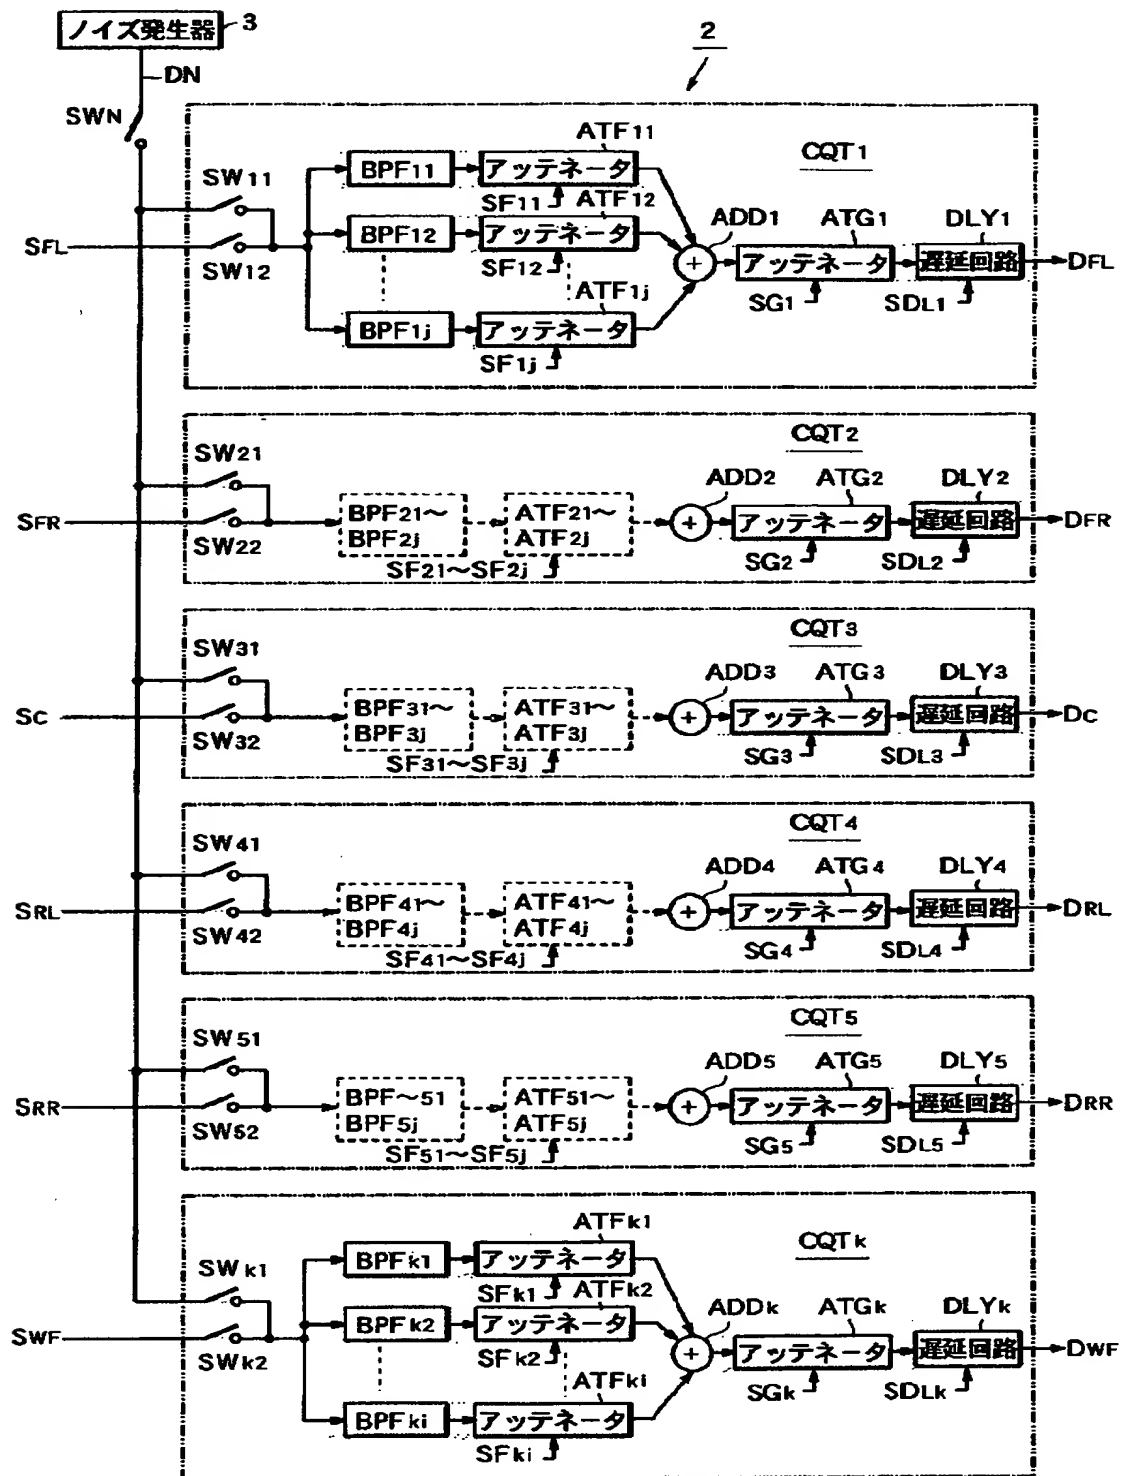 ノイズ発生器 3
2
DN
SWN
CQT1
ATF11
SW11
BPF11 アッテネータ
SF11 ATF12
ADD1 ATG1 DLY1
SFL BPF12 アッテネータ
SW12
SF12
+ アッテネータ 遅延回路 DFL
ATF1j
SG1 SDL1
BPF1j アッテネータ
SF1j
CQT2
SW21
ADD2 ATG2 DLY2
SFR BPF21～ ATF21～ + アッテネータ 遅延回路 DFR
SW22 BPF2j ATF2j
SF21～SF2j SG2 SDL2
CQT3
SW31
ADD3 ATG3 DLY3
SC BPF31～ ATF31～ + アッテネータ 遅延回路 DC
SW32 BPF3j ATF3j
SF31～SF3j SG3 SDL3
CQT4
SW41
ADD4 ATG4 DLY4
SRL BPF41～ ATF41～ + アッテネータ 遅延回路 DRL
SW42 BPF4j ATF4j
SF41～SF4j SG4 SDL4
CQT5
SW51
ADD5 ATG5 DLY5
SRR BPF～51 ATF51～ + アッテネータ 遅延回路 DRR
SW52 BPF5j ATF5j
SF51～SF5j SG5 SDL5
ATFk1
CQTk
BPFk1 アッテネータ
SWk1
SFk1 ATFk2
ADDk ATGk DLYk
SWF BPFk2 アッテネータ
SWk2
SFk2
+ アッテネータ 遅延回路 DWF
ATFki
SGk SDLk
BPFki アッテネータ
SFki